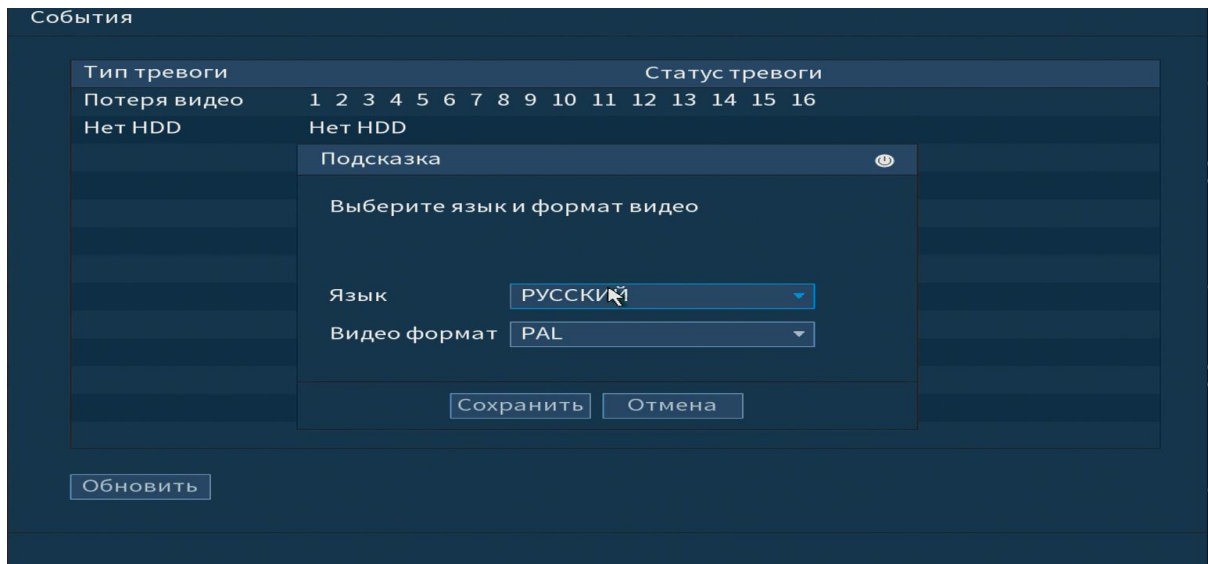 События
Тип тревоги Статус тревоги
Потеря видео 1 2 3 4 5 6 7 8 9 10 11 12 13 14 15 16
Нет HDD Нет HDD
Подсказка
Выберите язык и формат видео
Язык РУССКИЙ
Видео формат PAL
Сохранить Отмена
Обновить